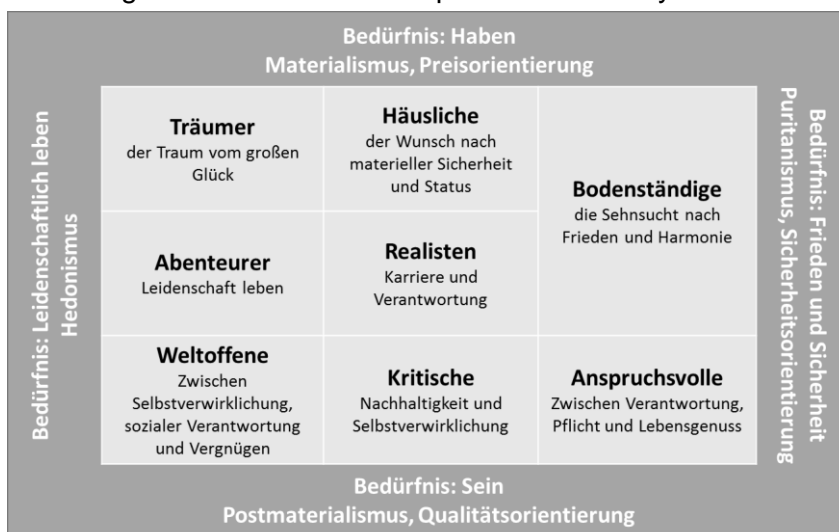 Bedürfnis: Haben
Materialismus, Preisorientierung
Bedürfnis: Leidenschaftlich leben
Hedonismus
Träumer
der Traum vom großen
Glück
Häusliche
der Wunsch nach
materieller Sicherheit
und Status
Bodenständige
die Sehnsucht nach
Frieden und Harmonie
Abenteurer
Leidenschaft leben
Realisten
Karriere und
Verantwortung
Weltoffene
Zwischen
Selbstverwirklichung,
sozialer Verantwortung
und Vergnügen
Kritische
Nachhaltigkeit und
Selbstverwirklichung
Anspruchsvolle
Zwischen Verantwortung,
Pflicht und Lebensgenuss
Bedürfnis: Frieden und Sicherheit
Puritanismus, Sicherheitsorientierung
Bedürfnis: Sein
Postmaterialismus, Qualitätsorientierung